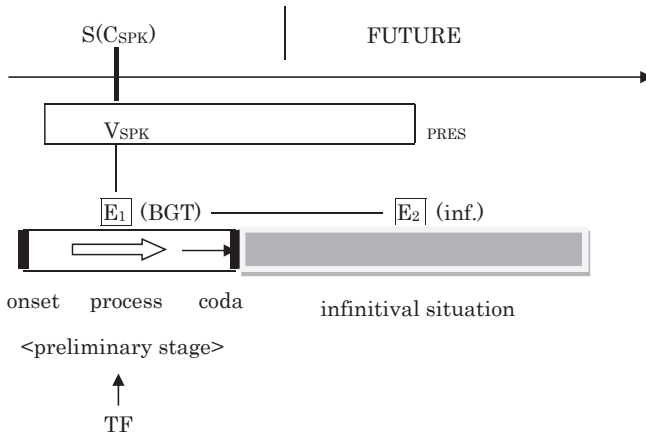 S(CSPK) FUTURE
VSPK PRES
E1 (BGT) E2 (inf.)
onset process coda infinitival situation
<preliminary stage>
TF